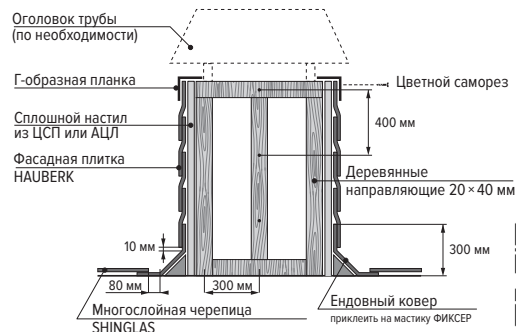 Оголовок трубы
(по необходимости)
Г-образная планка
Цветной саморез
Сплошной настил
из ЦСП или АЦЛ
400 мм
Фасадная плитка
HAUBERK
Деревянные
направляющие 20 × 40 мм
10 мм
300 мм
80 мм
300 мм
Ендовный ковер
приклеить на мастику ФИКСЕР
Многослойная черепица
SHINGLAS